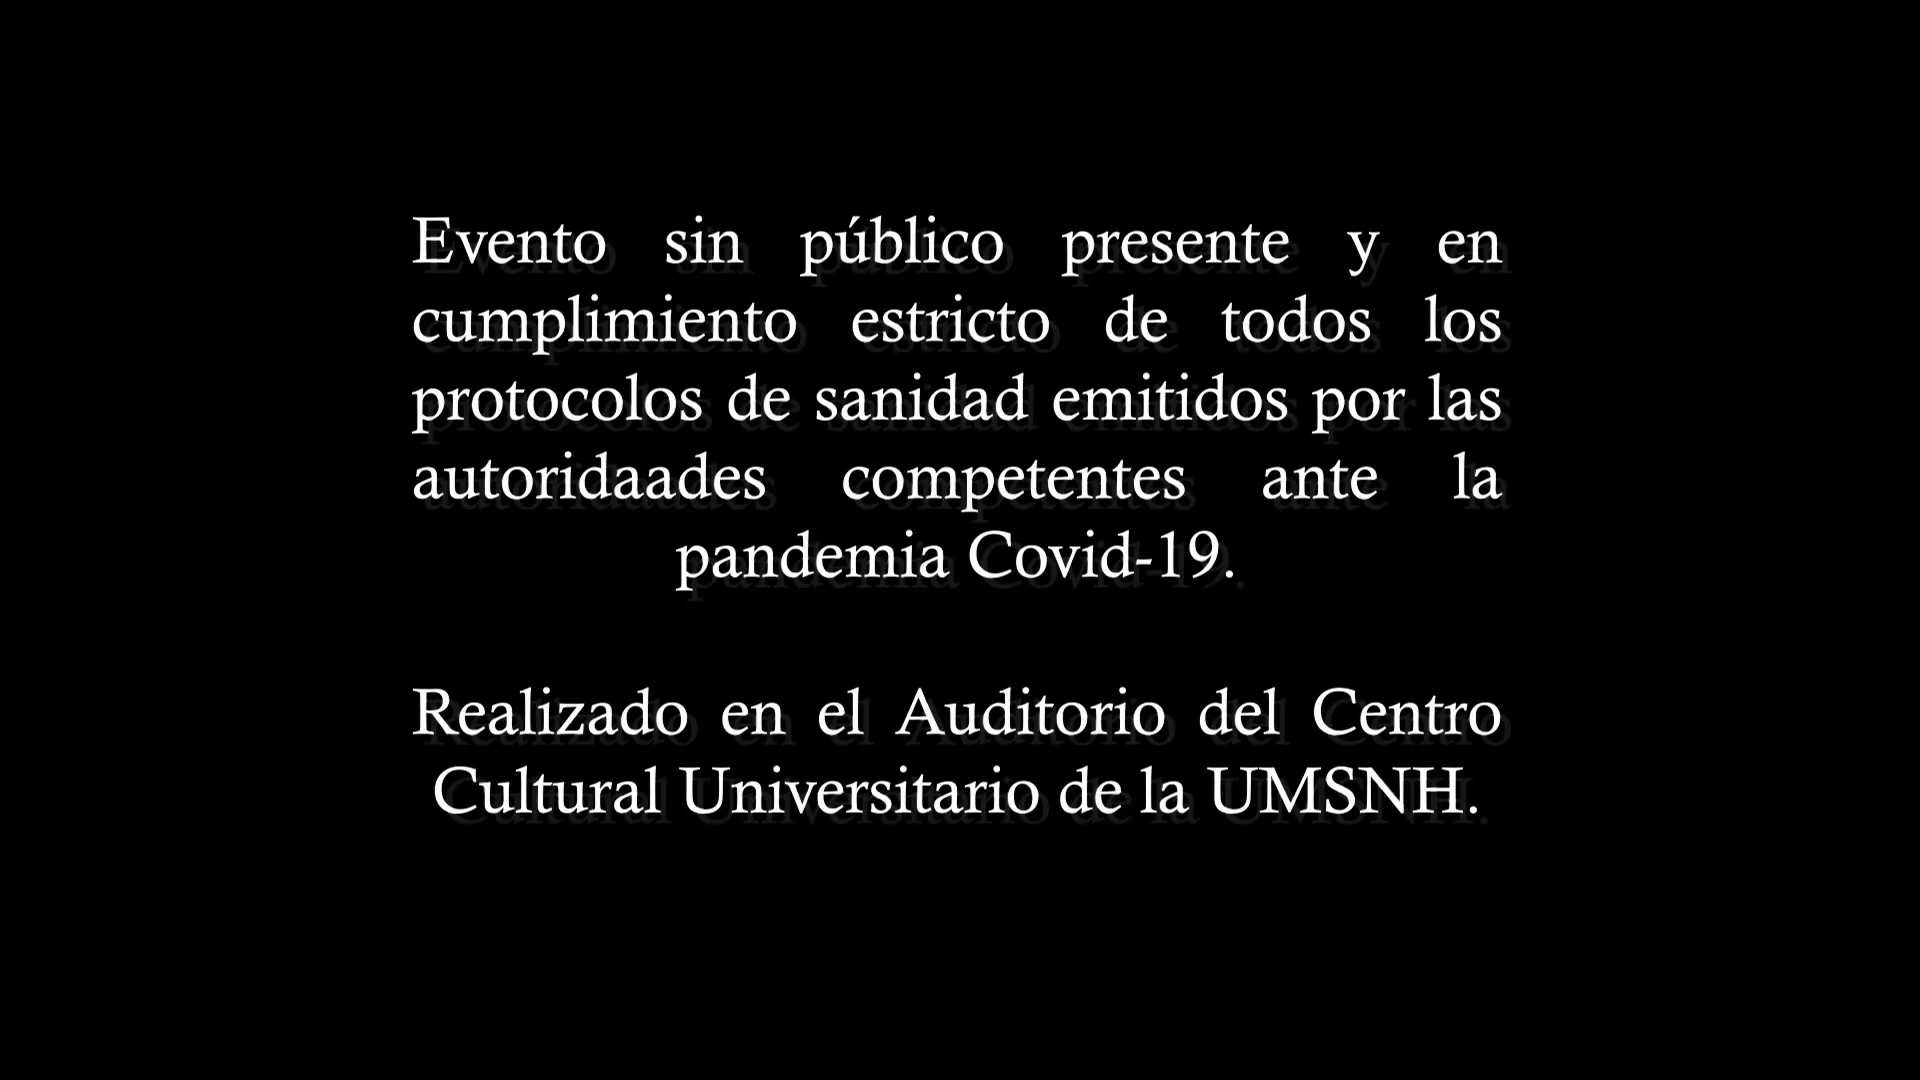 Evento sin público presente y en
cumplimiento estricto de todos los
protocolos de sanidad emitidos por las
autoridaades competentes ante la
pandemia Covid-19.
Realizado en el Auditorio del Centro
Cultural Universitario de la UMSNH.